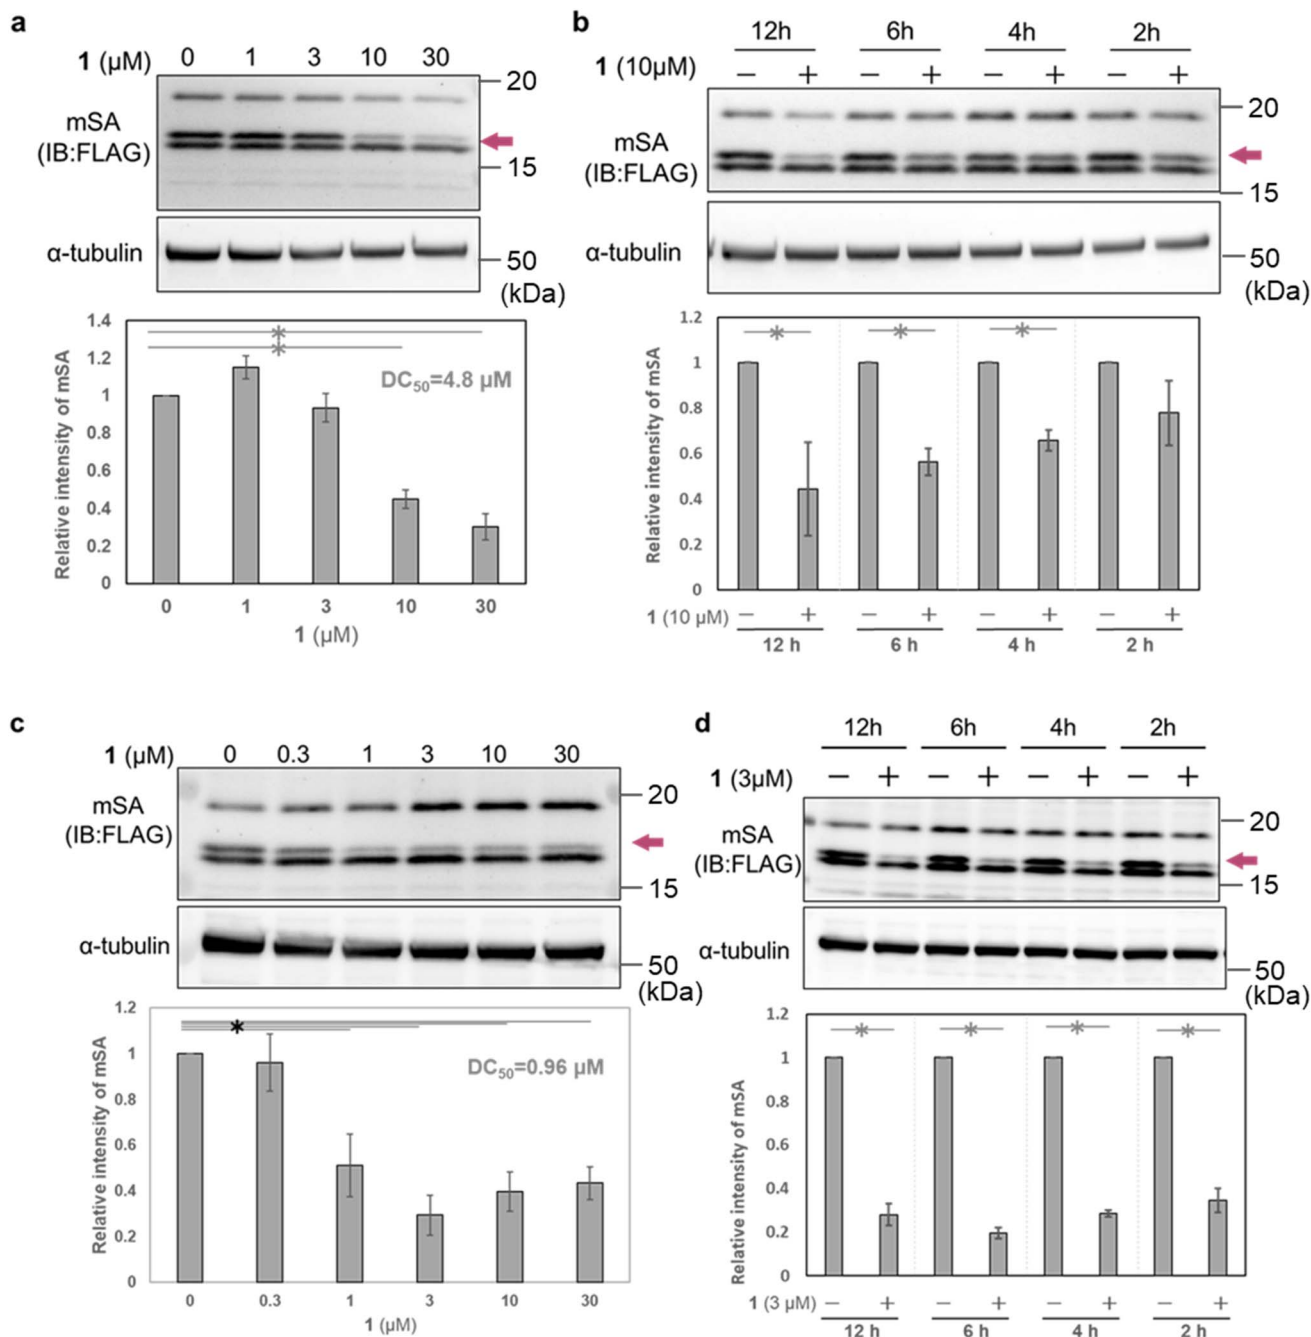 a
1 (μM) 0 1 3 10 30
mSA
(IB:FLAG)
20
15
α-tubulin
50
(kDa)
1.4
1.2
1
0.8
0.6
0.4
0.2
0
Relative intensity of mSA
✳
✳
DC₅₀=4.8 μM
0 1 3 10 30
1 (μM)
b
12h 6h 4h 2h
1 (10μM) − + − + − + − +
mSA
(IB:FLAG)
20
15
α-tubulin
50
(kDa)
1.2
1
0.8
0.6
0.4
0.2
0
Relative intensity of mSA
✳ ✳ ✳
1 (10 μM) − + − + − + − +
12 h 6 h 4 h 2 h
c
1 (μM) 0 0.3 1 3 10 30
mSA
(IB:FLAG)
20
15
α-tubulin
50
(kDa)
1.2
1
0.8
0.6
0.4
0.2
0
Relative intensity of mSA
✳
DC₅₀=0.96 μM
0 0.3 1 3 10 30
1 (μM)
d
12h 6h 4h 2h
1 (3μM) − + − + − + − +
mSA
(IB:FLAG)
20
15
α-tubulin
50
(kDa)
1.2
1
0.8
0.6
0.4
0.2
0
Relative intensity of mSA
✳ ✳ ✳ ✳
1 (3 μM) − + − + − + − +
12 h 6 h 4 h 2 h